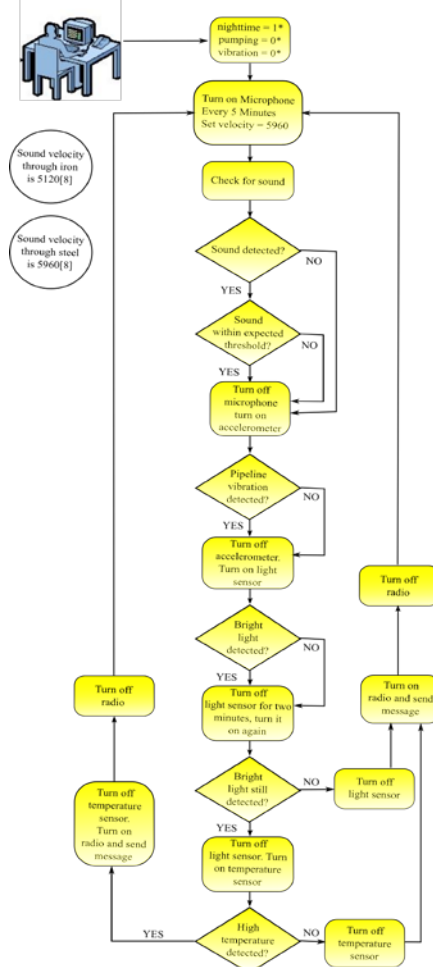 nighttime = 1*
pumping = 0*
vibration = 0*
Turn on Microphone
Every 5 Minutes
Set velocity = 5960
Sound velocity
through iron
is 5120[8]
Check for sound
Sound velocity
through steel
is 5960[8]
Sound detected?
NO
YES
Sound
within expected
threshold?
NO
YES
Turn off
microphone
turn on
accelerometer
Pipeline
vibration
detected?
NO
YES
Turn off
accelerometer.
Turn on light
sensor
Turn off
radio
Bright
light
detected?
NO
YES
Turn off
radio
Turn off
light sensor for two
minutes, turn it
on again
Turn on
radio and send
message
Bright
light still
detected?
NO
Turn off
light sensor
YES
Turn off
temperature
sensor.
Turn on
radio and send
message
Turn off
light sensor. Turn
on temperature
sensor
High
temperature
detected?
YES
NO
Turn off
temperature
sensor